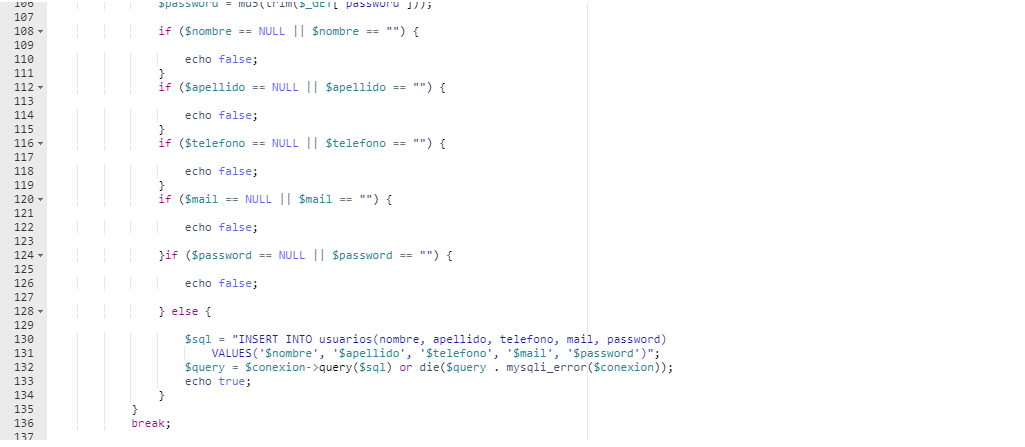 106 $password = md5(trim($_GET['password']));
107
108 if ($nombre == NULL || $nombre == "") {
109
110 echo false;
111 }
112 if ($apellido == NULL || $apellido == "") {
113
114 echo false;
115 }
116 if ($telefono == NULL || $telefono == "") {
117
118 echo false;
119 }
120 if ($mail == NULL || $mail == "") {
121
122 echo false;
123
124 }if ($password == NULL || $password == "") {
125
126 echo false;
127
128 } else {
129
130 $sql = "INSERT INTO usuarios(nombre, apellido, telefono, mail, password)
131 VALUES('$nombre', '$apellido', '$telefono', '$mail', '$password')";
132 $query = $conexion->query($sql) or die($query . mysqli_error($conexion));
133 echo true;
134 }
135 }
136 break;
137